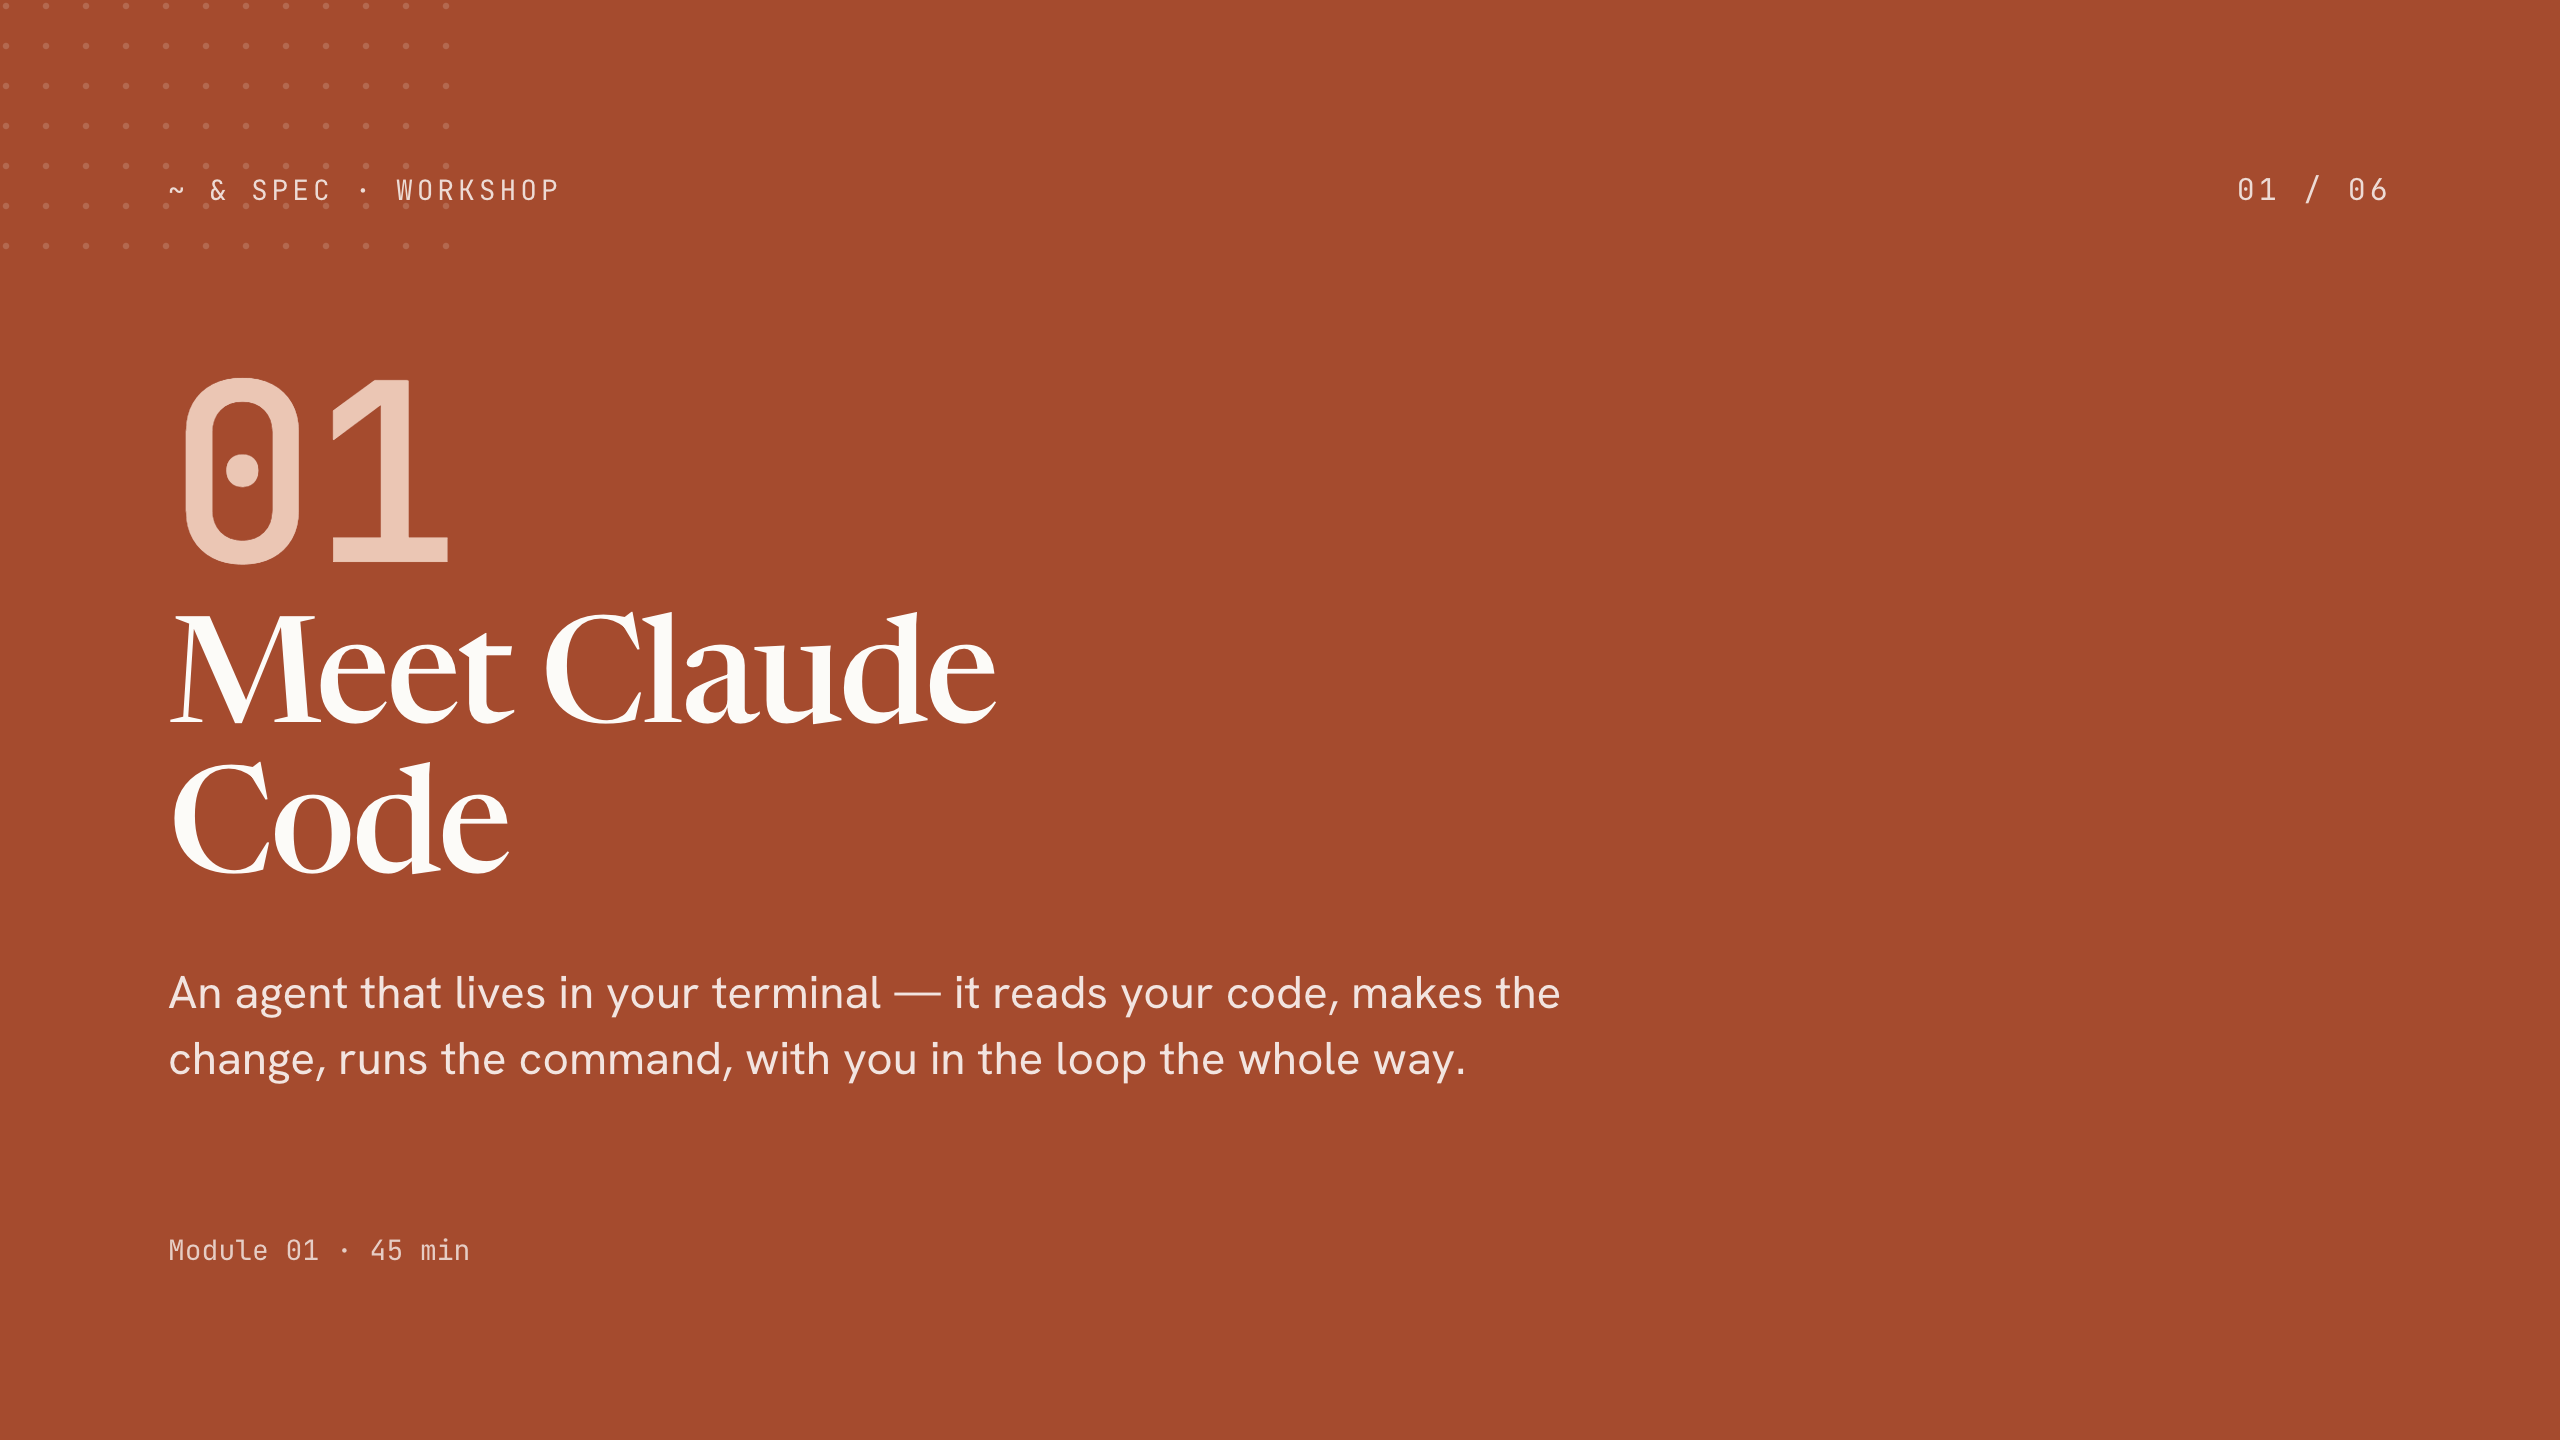 ~ & SPEC · WORKSHOP
01 / 06
01
Meet Claude
Code
An agent that lives in your terminal — it reads your code, makes the
change, runs the command, with you in the loop the whole way.
Module 01 · 45 min